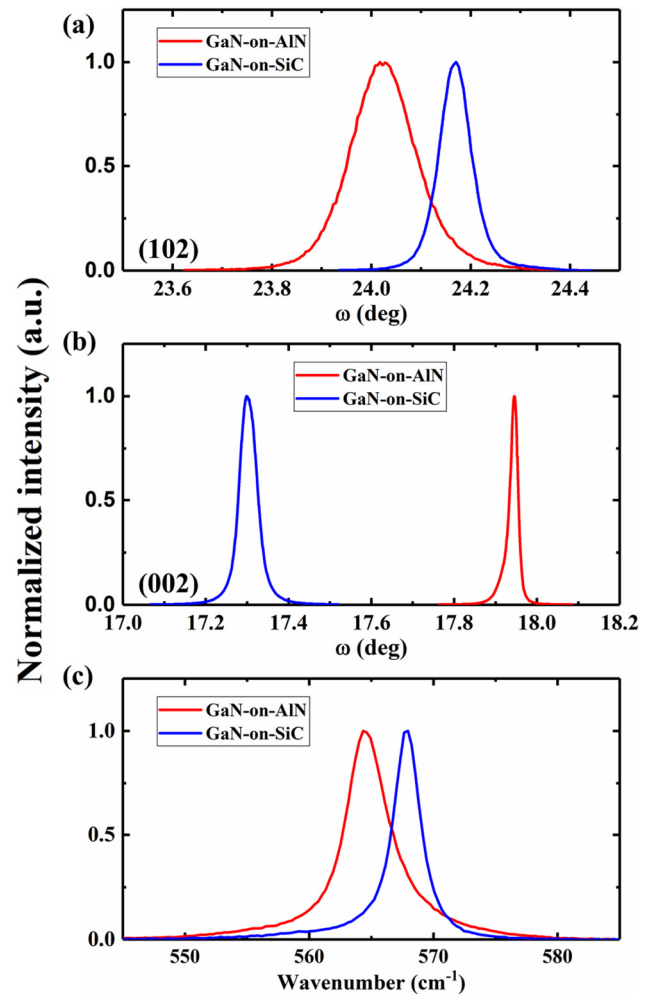 (a)
GaN-on-AlN
GaN-on-SiC
1.0
0.5
0.0
(102)
23.6 23.8 24.0 24.2 24.4
ω (deg)
(b)
GaN-on-AlN
GaN-on-SiC
1.0
0.5
0.0
(002)
17.0 17.2 17.4 17.6 17.8 18.0 18.2
ω (deg)
(c)
GaN-on-AlN
GaN-on-SiC
1.0
0.5
0.0
550 560 570 580
Wavenumber (cm⁻¹)
Normalized intensity (a.u.)